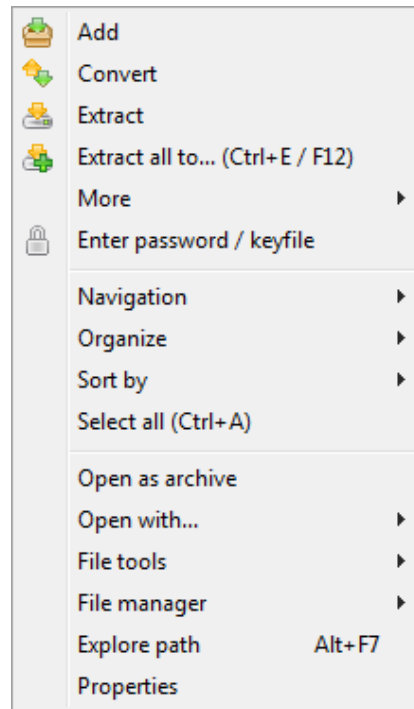 Add
Convert
Extract
Extract all to... (Ctrl+E / F12)
More
Enter password / keyfile
Navigation
Organize
Sort by
Select all (Ctrl+A)
Open as archive
Open with...
File tools
File manager
Explore path Alt+F7
Properties